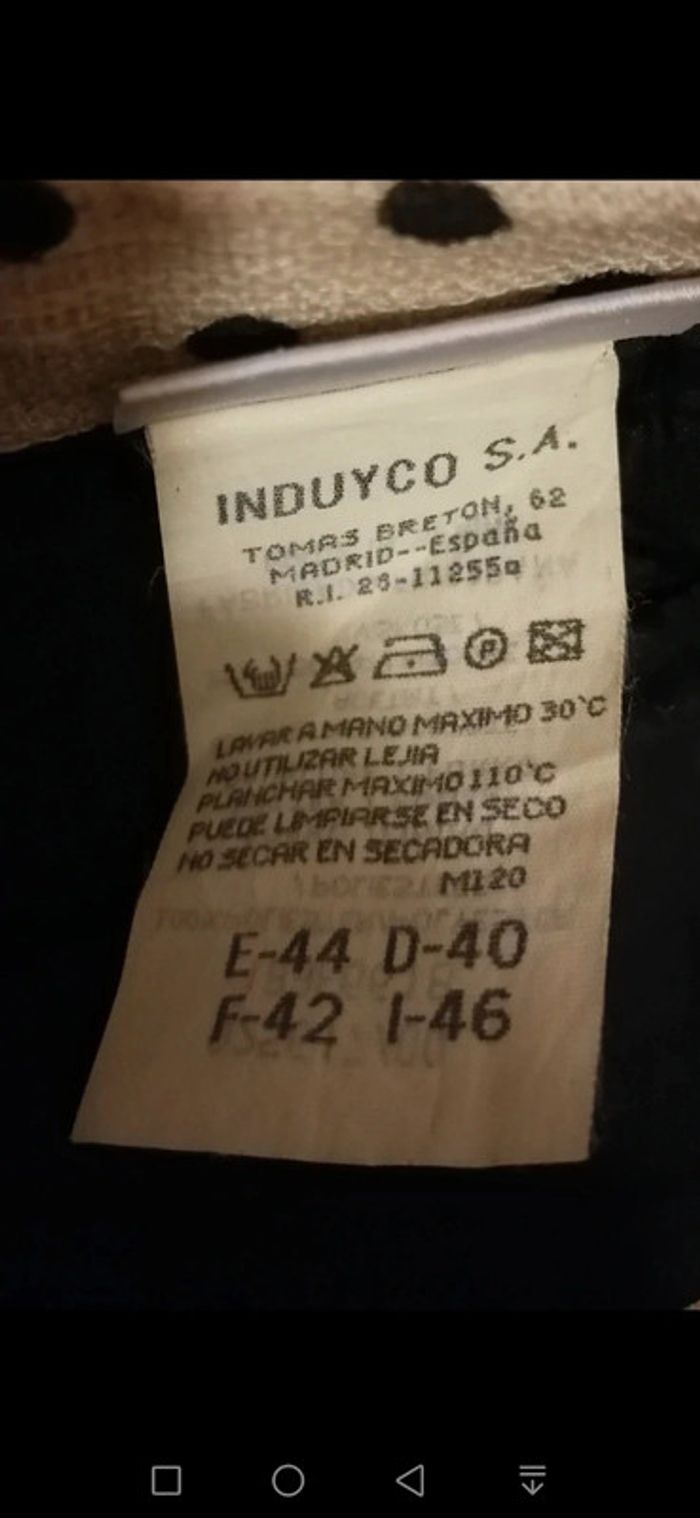 INDUYCO S.A.
TOMAS BRETON, 62
MADRID--España
R.I. 28-11255a
P
LAVAR A MANO MAXIMO 30°C
NO UTILIZAR LEJIA
PLANCHAR MAXIMO 110°C
PUEDE LIMPIARSE EN SECO
NO SECAR EN SECADORA
M120
E-44 D-40
F-42 I-46